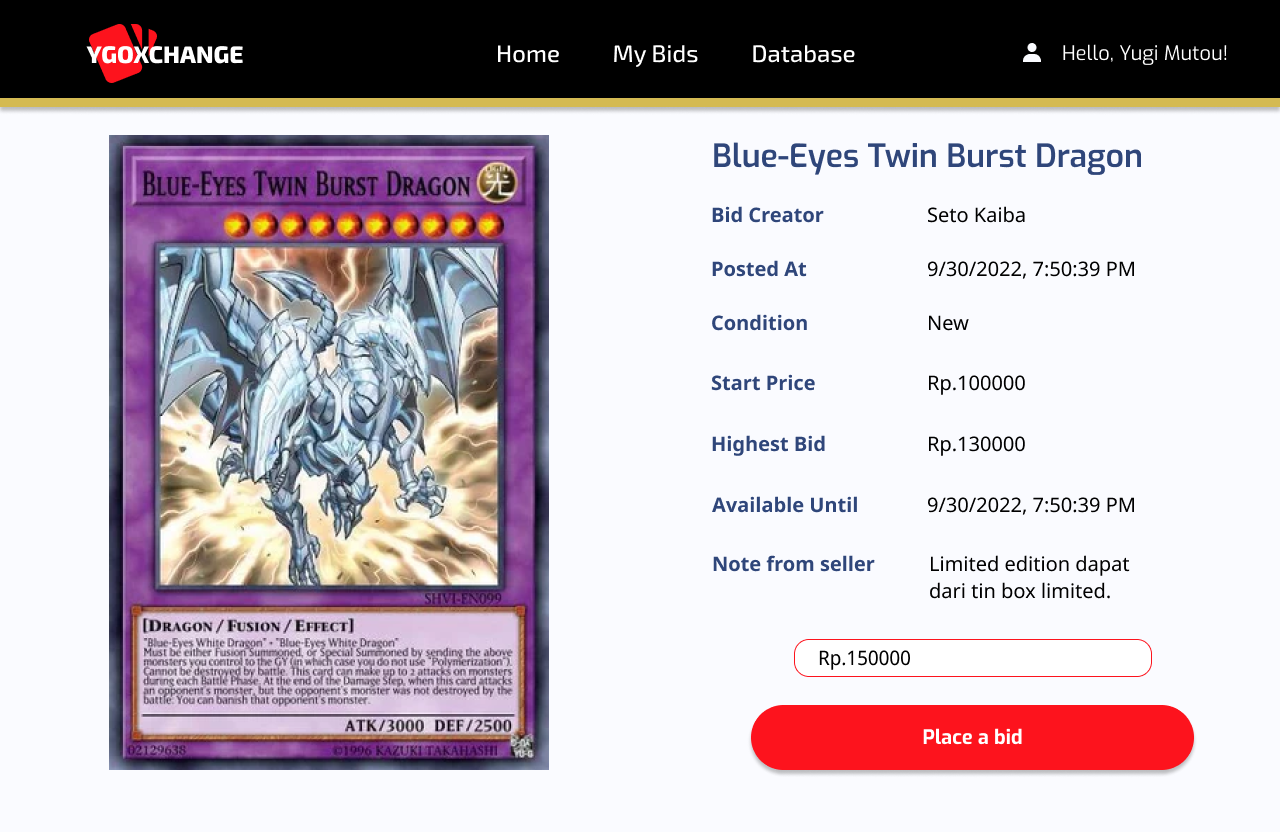 YGOXCHANGE
Home
My Bids
Database
Hello, Yugi Mutou!
BLUE-EYES TWIN BURST DRAGON
LIGHT
光
SHVI-EN099
[DRAGON / FUSION / EFFECT]
"Blue-Eyes White Dragon" + "Blue-Eyes White Dragon"
Must be either Fusion Summoned, or Special Summoned by sending the above
monsters you control to the GY (in which case you do not use "Polymerization").
Cannot be destroyed by battle. This card can make up to 2 attacks on monsters
during each Battle Phase. At the end of the Damage Step, when this card attacks
an opponent's monster, but the opponent's monster was not destroyed by the
battle: You can banish that opponent's monster.
ATK/3000 DEF/2500
02129638
©1996 KAZUKI TAKAHASHI
Blue-Eyes Twin Burst Dragon
Bid Creator
Seto Kaiba
Posted At
9/30/2022, 7:50:39 PM
Condition
New
Start Price
Rp.100000
Highest Bid
Rp.130000
Available Until
9/30/2022, 7:50:39 PM
Note from seller
Limited edition dapat
dari tin box limited.
Rp.150000
Place a bid